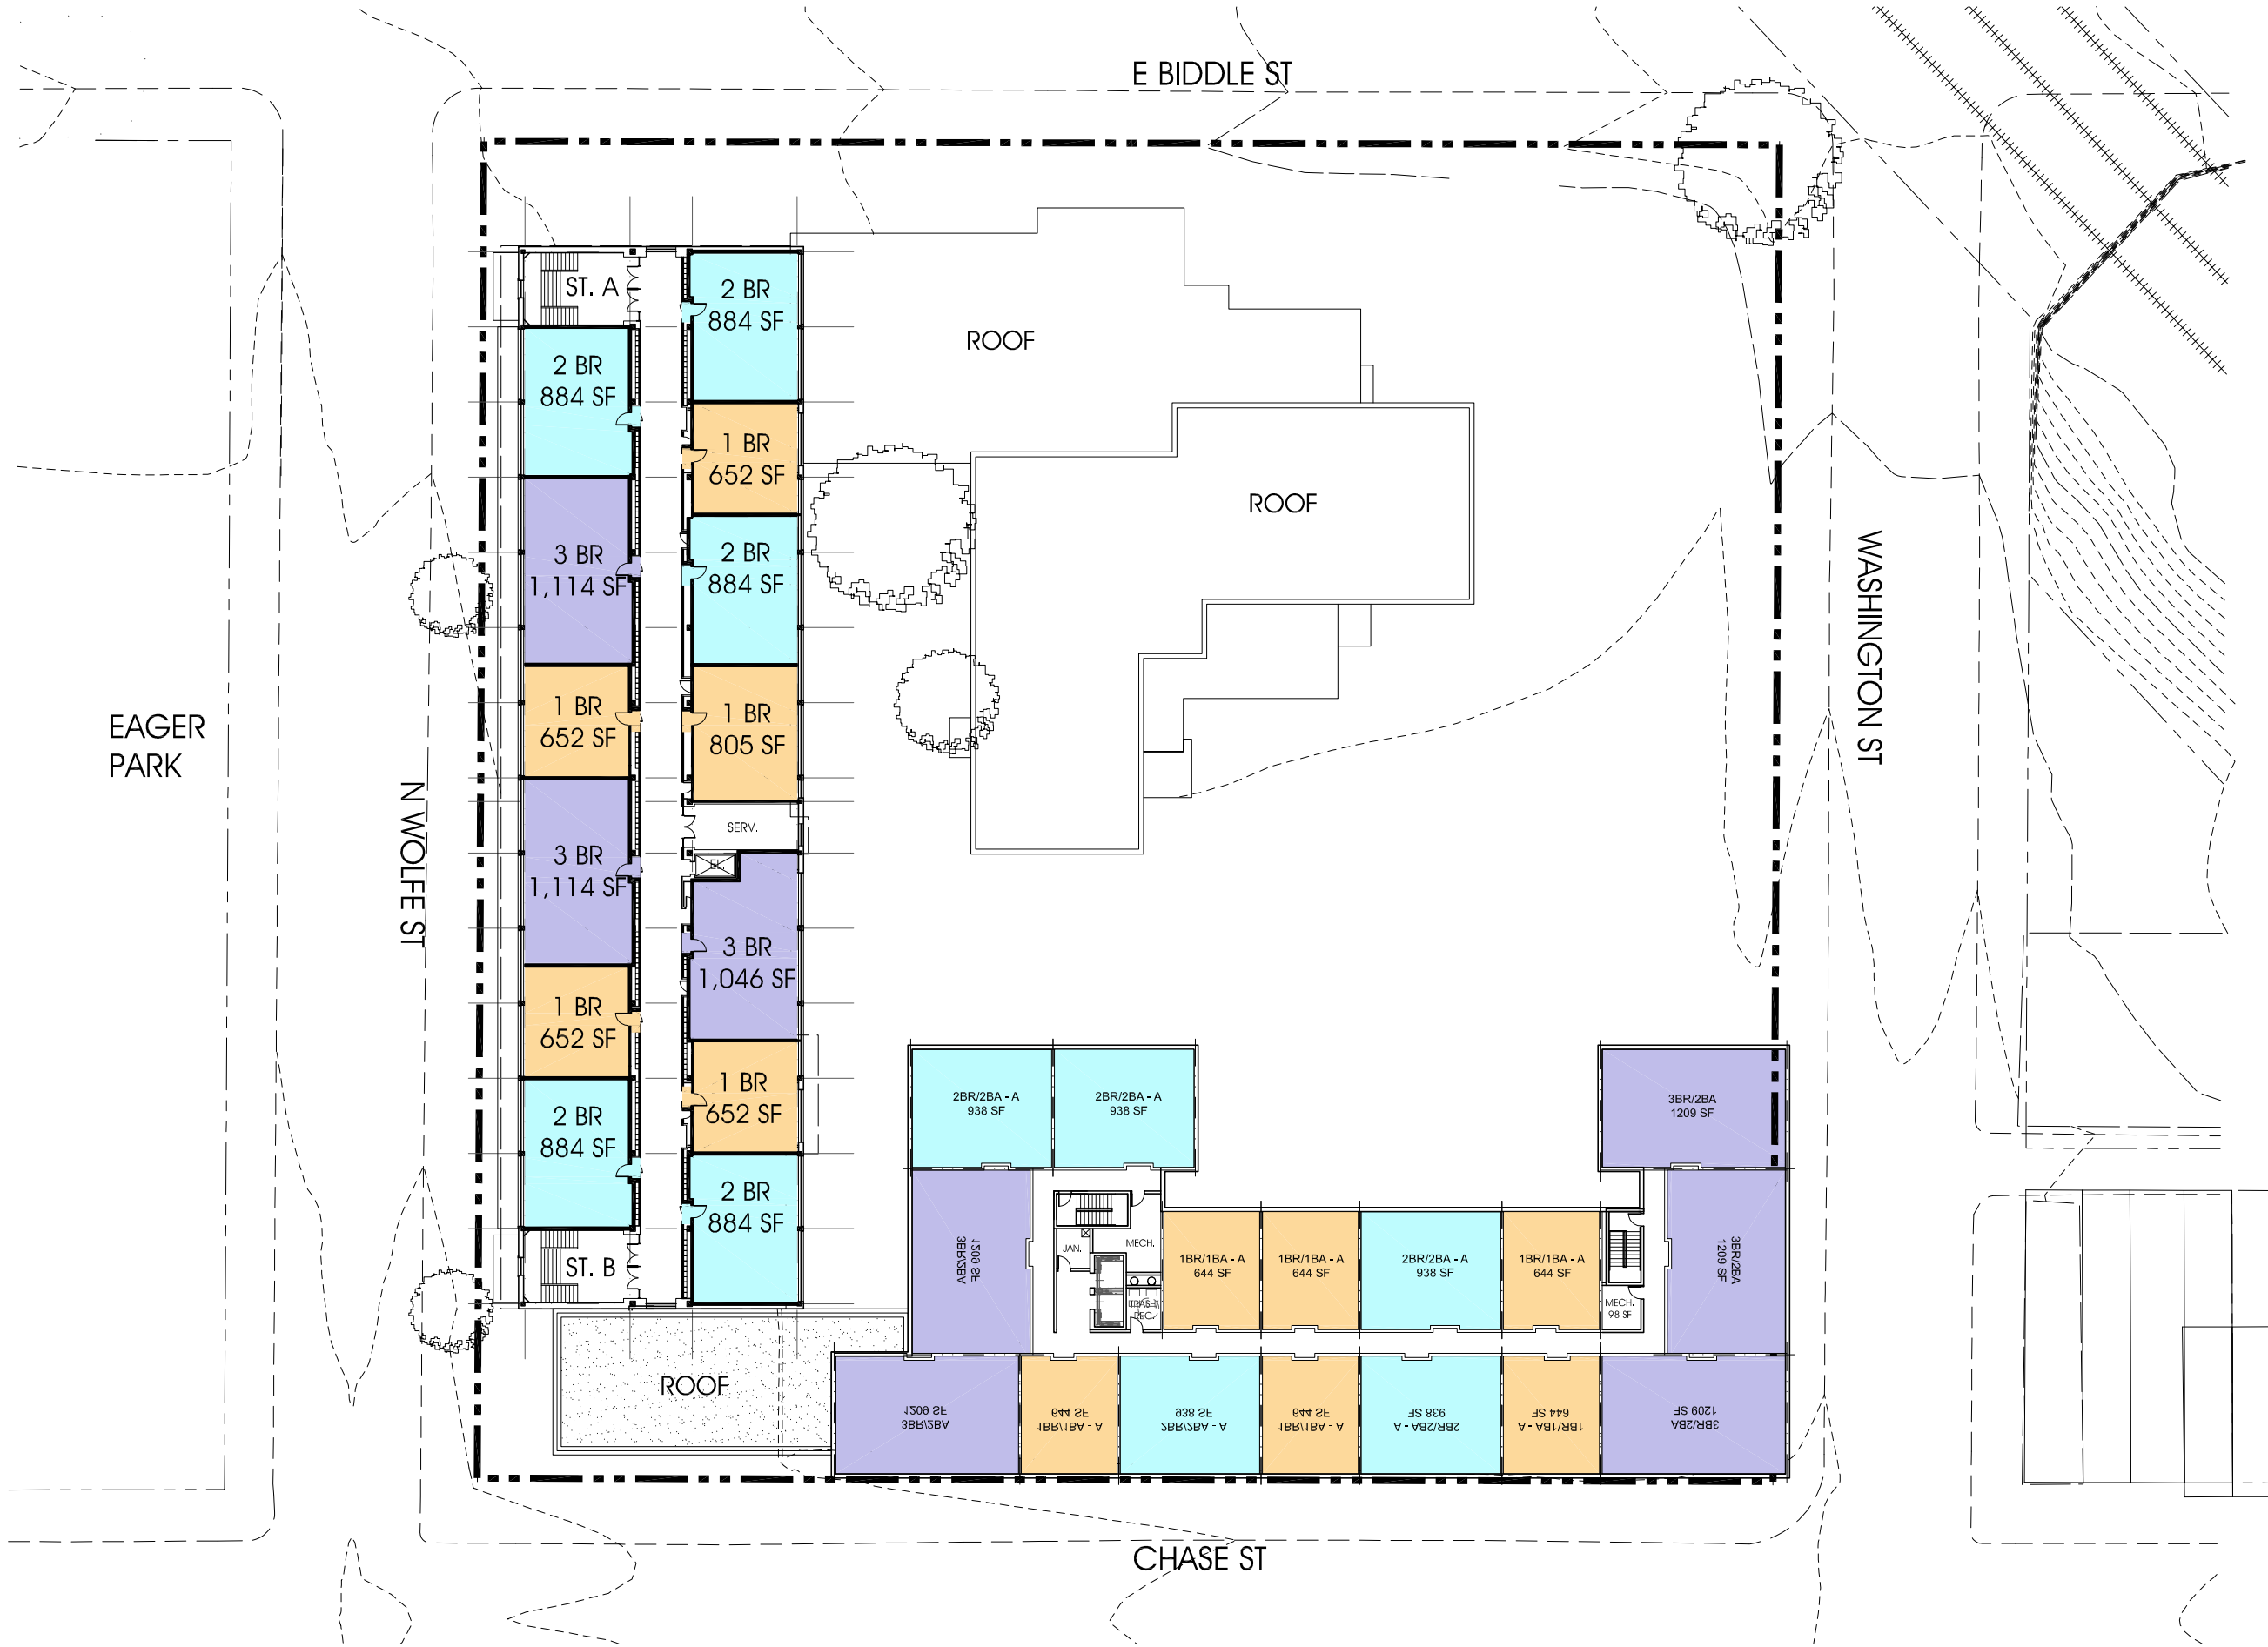 E BIDDLE ST
ST. A
2 BR
884 SF
2 BR
884 SF
ROOF
1 BR
652 SF
ROOF
3 BR
1,114 SF
2 BR
884 SF
WASHINGTON ST
EAGER
PARK
1 BR
652 SF
1 BR
805 SF
N WOLFE ST
SERV.
3 BR
1,114 SF
EL.
3 BR
1,046 SF
1 BR
652 SF
1 BR
652 SF
2 BR
884 SF
2 BR
884 SF
ST. B
2BR/2BA - A
938 SF
2BR/2BA - A
938 SF
3BR/2BA
1209 SF
3BR/2BA
1209 SF
JAN.
MECH.
1BR/1BA - A
644 SF
1BR/1BA - A
644 SF
2BR/2BA - A
938 SF
1BR/1BA - A
644 SF
MECH.
98 SF
3BR/2BA
1209 SF
REC.
ROOF
1209 SF
3BR/2BA
644 SF
1BR/1BA - A
938 SF
2BR/2BA - A
644 SF
1BR/1BA - A
938 SF
2BR/2BA - A
644 SF
1BR/1BA - A
1209 SF
3BR/2BA
CHASE ST